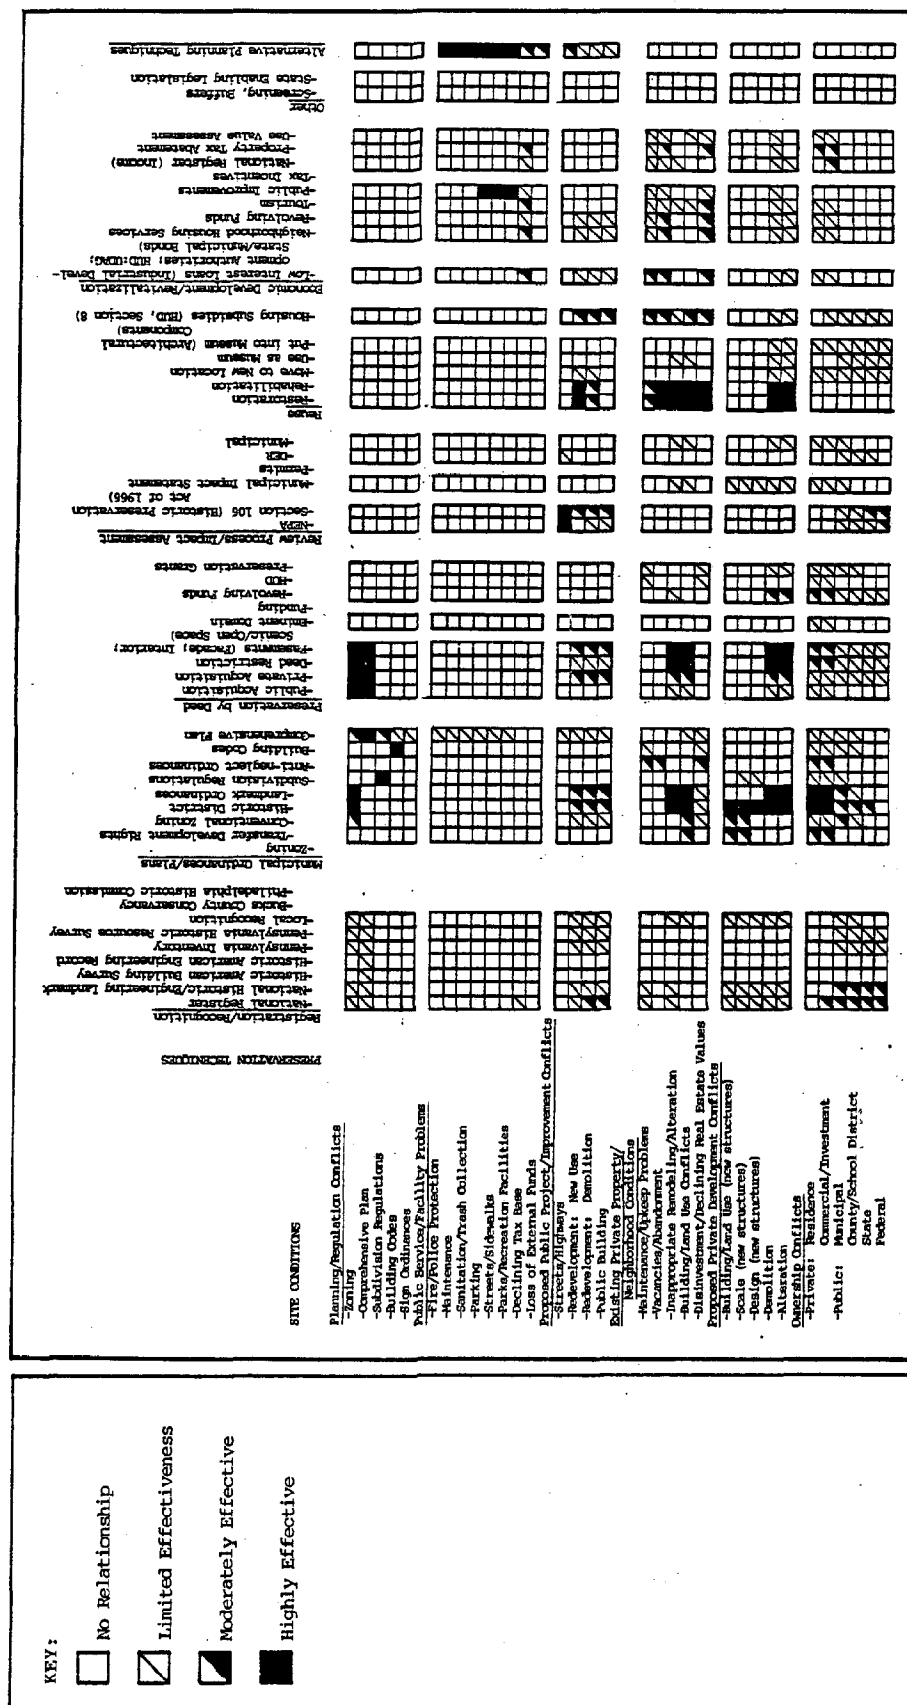 PRESERVATION TECHNIQUES
Registration/Recognition
-National Register
-National Historic/Engineering Landmark
-Historic American Building Survey
-Historic American Engineering Record
-Pennsylvania Inventory
-Pennsylvania Historic Resource Survey
-Local Recognition
-Bucks County Conservancy
-Philadelphia Historic Commission
Municipal Ordinances/Plans
-Zoning
-Transfer Development Rights
-Conventional Zoning
-Historic District
-Landmark Ordinances
-Subdivision Regulations
-Anti-neglect Ordinances
-Building Codes
-Comprehensive Plan
Preservation by Deed
-Public Acquisition
-Private Acquisition
-Deed Restriction
-Easements (Facade; Interior;
Scenic/Open Space)
-Eminent Domain
-Funding
-Revolving Funds
-HUD
-Preservation Grants
Review Process/Impact Assessment
-NEPA
-Section 106 (Historic Preservation
Act of 1966)
-Municipal Impact Statement
-Permits
-DER
-Municipal
Reuse
-Restoration
-Rehabilitation
-Move to New Location
-Use as Museum
-Put into Museum (Architectural
Components)
-Housing Subsidies (HUD, Section 8)
Economic Development/Revitalization
-Low Interest Loans (Industrial Devel-
opment Authorities; HUD:UDAG;
State/Municipal Bonds)
-Neighborhood Housing Services
-Revolving Funds
-Tourism
-Public Improvements
-Tax Incentives
-National Register (Income)
-Property Tax Abatement
-Use Value Assessment
Other
-Screening, Buffers
-State Enabling Legislation
Alternative Planning Techniques
SITE CONDITIONS
Planning/Regulation Conflicts
-Zoning
-Comprehensive Plan
-Subdivision Regulations
-Building Codes
-Sign Ordinances
Public Service/Facility Problems
-Fire/Police Protection
-Maintenance
-Sanitation/Trash Collection
-Parking
-Streets/Sidewalks
-Parks/Recreation Facilities
-Declining Tax Base
-Loss of External Funds
Proposed Public Project/Improvement Conflicts
-Streets/Highways
-Redevelopment: New Use
-Redevelopment: Demolition
-Public Building
Existing Private Property/
Neighborhood Conditions
-Maintenance/Upkeep Problems
-Vacancies/Abandonment
-Inappropriate Remodeling/Alteration
-Building/Land Use Conflicts
-Disinvestment/Declining Real Estate Values
Proposed Private Development Conflicts
-Building/Land Use (new structures)
-Scale (new structures)
-Design (new structures)
-Demolition
-Alteration
Ownership Conflicts
-Private: Residence
Commercial/Investment
-Public: Municipal
County/School District
State
Federal
KEY:
No Relationship
Limited Effectiveness
Moderately Effective
Highly Effective